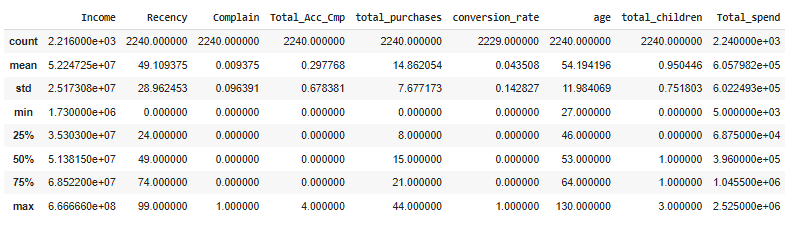 Income Recency Complain Total_Acc_Cmp total_purchases conversion_rate age total_children Total_spend
count 2.216000e+03 2240.000000 2240.000000 2240.000000 2240.000000 2229.000000 2240.000000 2240.000000 2.240000e+03
mean 5.224725e+07 49.109375 0.009375 0.297768 14.862054 0.043508 54.194196 0.950446 6.057982e+05
std 2.517308e+07 28.962453 0.096391 0.678381 7.677173 0.142827 11.984069 0.751803 6.022493e+05
min 1.730000e+06 0.000000 0.000000 0.000000 0.000000 0.000000 27.000000 0.000000 5.000000e+03
25% 3.530300e+07 24.000000 0.000000 0.000000 8.000000 0.000000 46.000000 0.000000 6.875000e+04
50% 5.138150e+07 49.000000 0.000000 0.000000 15.000000 0.000000 53.000000 1.000000 3.960000e+05
75% 6.852200e+07 74.000000 0.000000 0.000000 21.000000 0.000000 64.000000 1.000000 1.045500e+06
max 6.666660e+08 99.000000 1.000000 4.000000 44.000000 1.000000 130.000000 3.000000 2.525000e+06